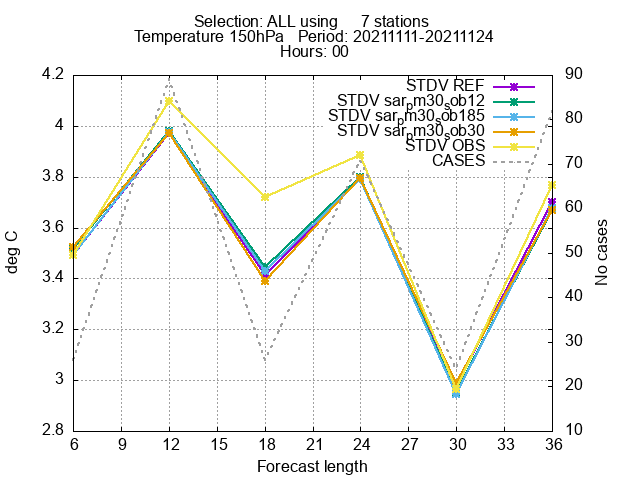 Selection: ALL using 7 stations
Temperature 150hPa Period: 20211111-20211124
Hours: 00
4.2
4
3.8
3.6
3.4
3.2
3
2.8
deg C
90
80
70
60
50
40
30
20
10
No cases
STDV REF
STDV sarpm30sob12
STDV sarpm30sob185
STDV sarpm30sob30
STDV OBS
CASES
6 9 12 15 18 21 24 27 30 33 36
Forecast length